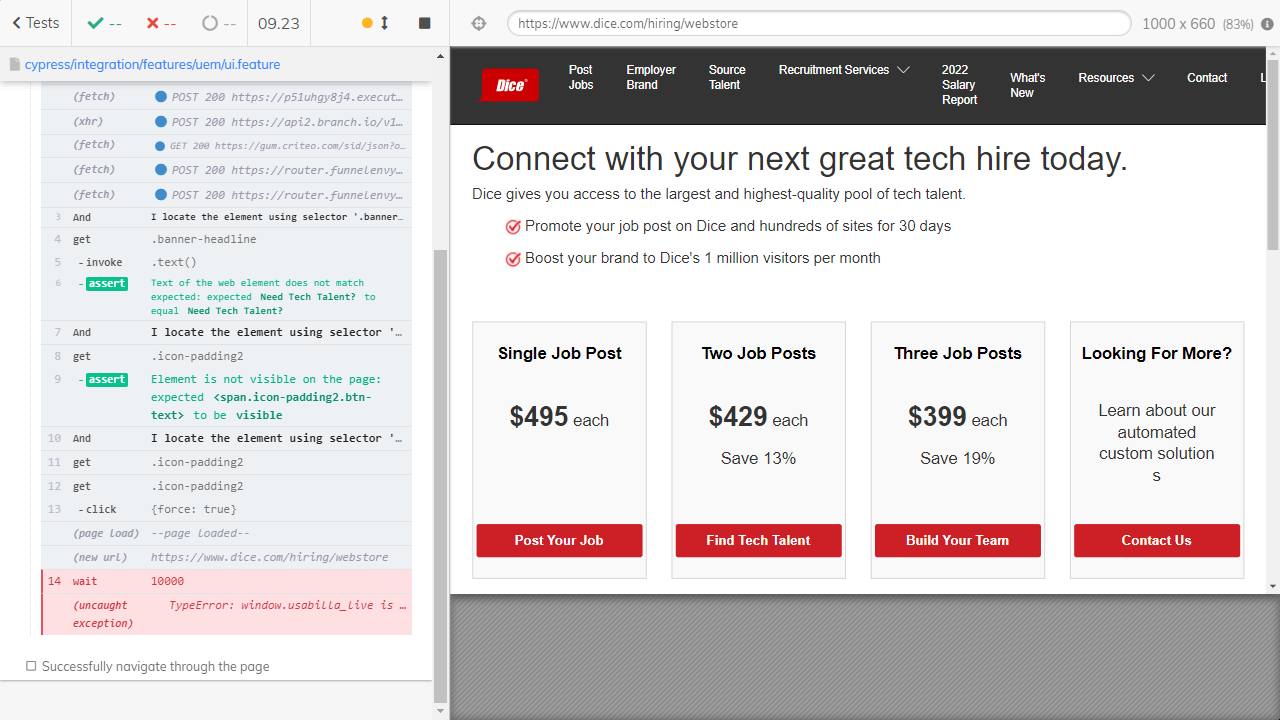 Tests
--
--
--
09.23
https://www.dice.com/hiring/webstore
1000 x 660 (83%)
cypress/integration/features/uem/ui.feature
(fetch) POST 200 https://p51uhgy8j4.execut…
(xhr) POST 200 https://api2.branch.io/v1…
(fetch) GET 200 https://gum.criteo.com/sid/json?o…
(fetch) POST 200 https://router.funnelenvy…
(fetch) POST 200 https://router.funnelenvy…
3 And I locate the element using selector '.banner…
4 get .banner-headline
5 -invoke .text()
6 -assert Text of the web element does not match
expected: expected Need Tech Talent? to
equal Need Tech Talent?
7 And I locate the element using selector '…
8 get .icon-padding2
9 -assert Element is not visible on the page:
expected <span.icon-padding2.btn-
text> to be visible
10 And I locate the element using selector '…
11 get .icon-padding2
12 get .icon-padding2
13 -click {force: true}
(page load) --page loaded--
(new url) https://www.dice.com/hiring/webstore
14 wait 10000
(uncaught TypeError: window.usabilla_live is …
exception)
Successfully navigate through the page
Dice
Post
Jobs
Employer
Brand
Source
Talent
Recruitment Services
2022
Salary
Report
What's
New
Resources
Contact
L
Connect with your next great tech hire today.
Dice gives you access to the largest and highest-quality pool of tech talent.
Promote your job post on Dice and hundreds of sites for 30 days
Boost your brand to Dice's 1 million visitors per month
Single Job Post
$495 each
Post Your Job
Two Job Posts
$429 each
Save 13%
Find Tech Talent
Three Job Posts
$399 each
Save 19%
Build Your Team
Looking For More?
Learn about our
automated
custom solution
s
Contact Us